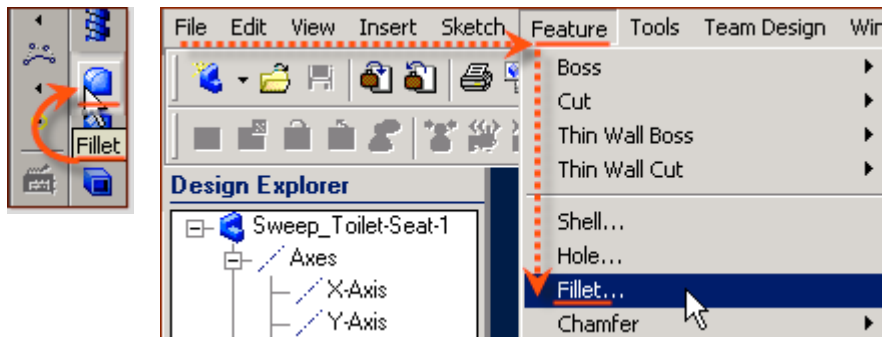 Fillet
File Edit View Insert Sketch Feature Tools Team Design Wir
Boss
Cut
Thin Wall Boss
Thin Wall Cut
Shell...
Hole...
Fillet...
Chamfer
Design Explorer
Sweep_Toilet-Seat-1
Axes
X-Axis
Y-Axis